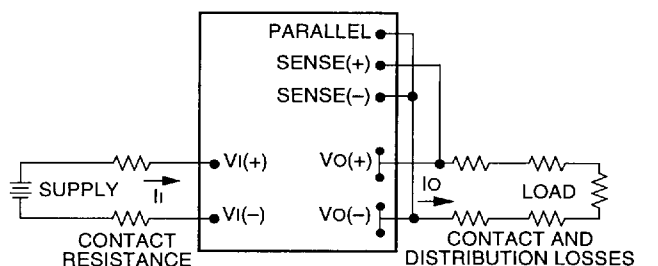 PARALLEL
SENSE(+)
SENSE(–)
VI(+)
VO(+)
SUPPLY
II
IO
LOAD
VI(–)
VO(–)
CONTACT
RESISTANCE
CONTACT AND
DISTRIBUTION LOSSES